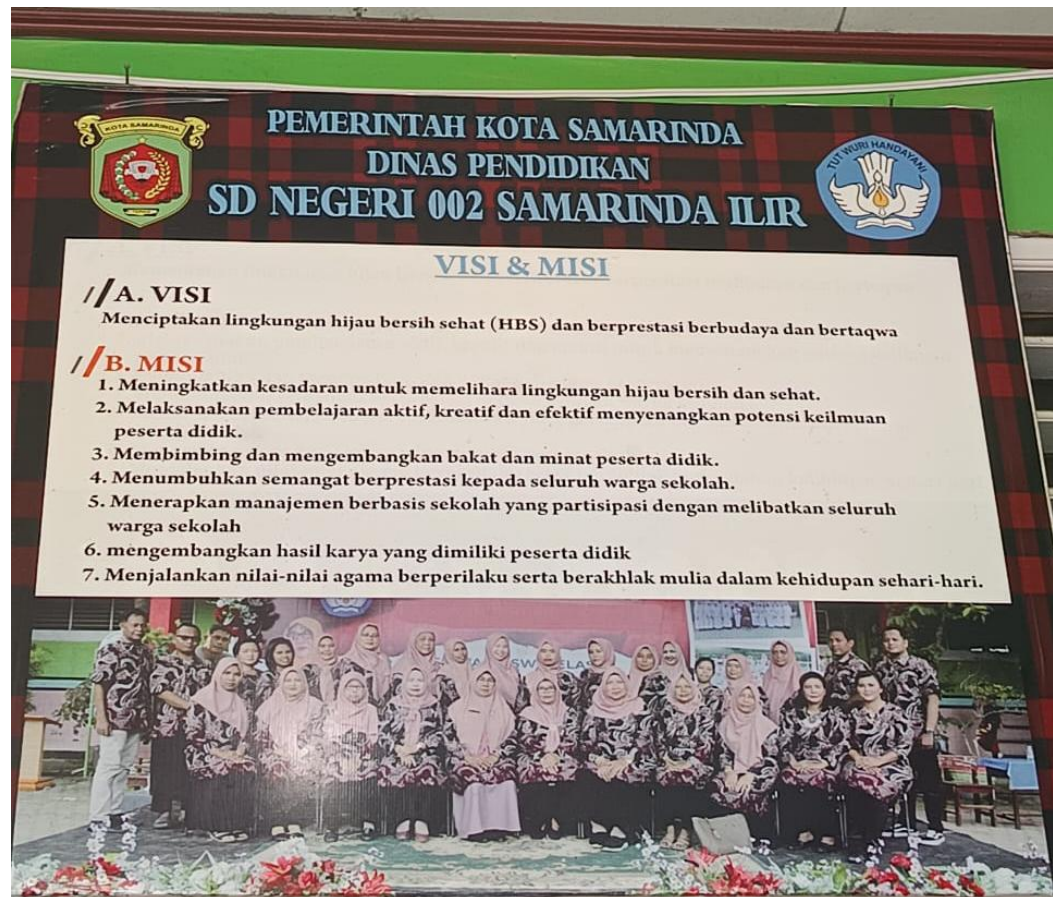 PEMERINTAH KOTA SAMARINDA
DINAS PENDIDIKAN
SD NEGERI 002 SAMARINDA ILIR
KOTA SAMARINDA
TUT WURI HANDAYANI
VISI & MISI
A. VISI
Menciptakan lingkungan hijau bersih sehat (HBS) dan berprestasi berbudaya dan bertaqwa
B. MISI
1. Meningkatkan kesadaran untuk memelihara lingkungan hijau bersih dan sehat.
2. Melaksanakan pembelajaran aktif, kreatif dan efektif menyenangkan potensi keilmuan
peserta didik.
3. Membimbing dan mengembangkan bakat dan minat peserta didik.
4. Menumbuhkan semangat berprestasi kepada seluruh warga sekolah.
5. Menerapkan manajemen berbasis sekolah yang partisipasi dengan melibatkan seluruh
warga sekolah
6. mengembangkan hasil karya yang dimiliki peserta didik
7. Menjalankan nilai-nilai agama berperilaku serta berakhlak mulia dalam kehidupan sehari-hari.